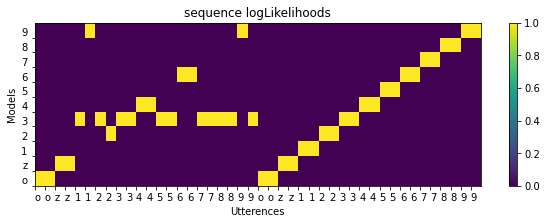 sequence logLikelihoods
Models
9
8
7
6
5
4
3
2
1
z
o
o o z z 1 1 2 2 3 3 4 4 5 5 6 6 7 7 8 8 9 9 o o z z 1 1 2 2 3 3 4 4 5 5 6 6 7 7 8 8 9 9
Utterences
1.0
0.8
0.6
0.4
0.2
0.0